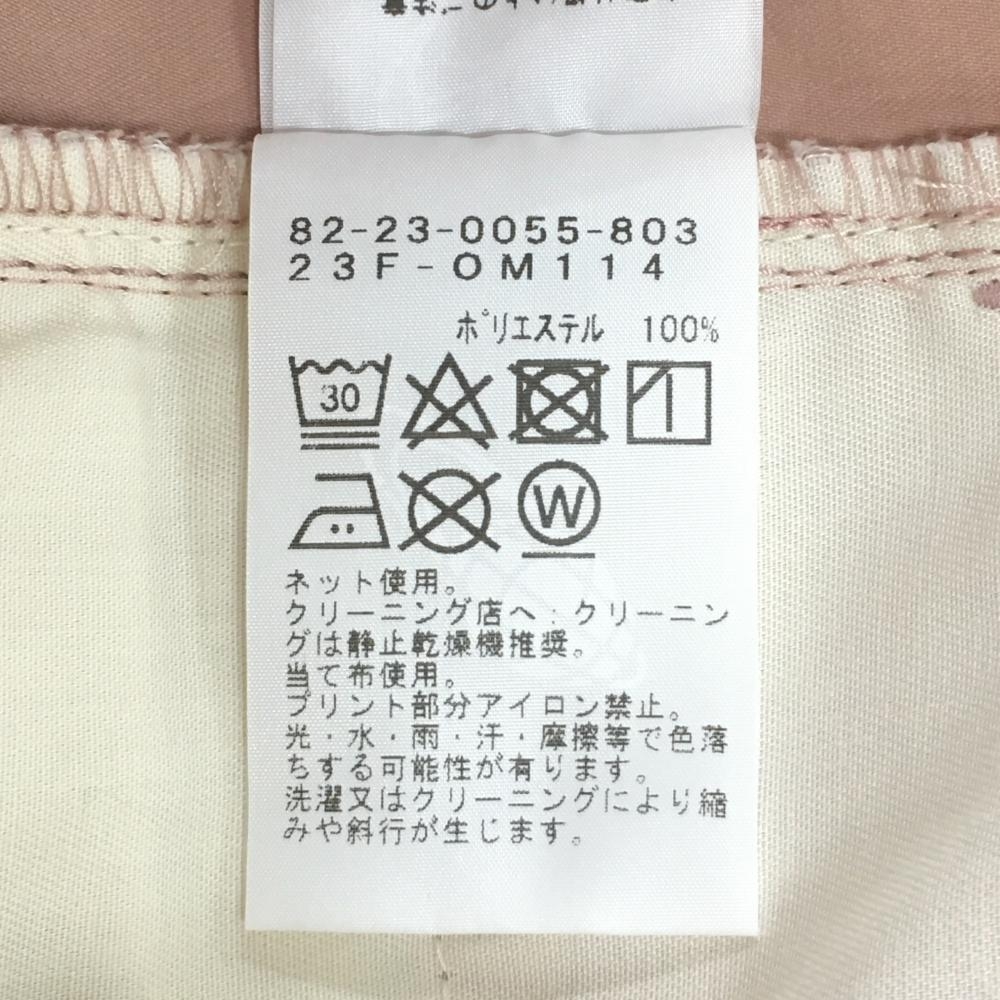 82-23-0055-803
23F-OM114
ポリエステル 100%
30
W
ネット使用。
クリーニング店へ:クリーニン
グは静止乾燥機推奨。
当て布使用。
プリント部分アイロン禁止。
光・水・雨・汗・摩擦等で色落
ちする可能性が有ります。
洗濯又はクリーニングにより縮
みや斜行が生じます。